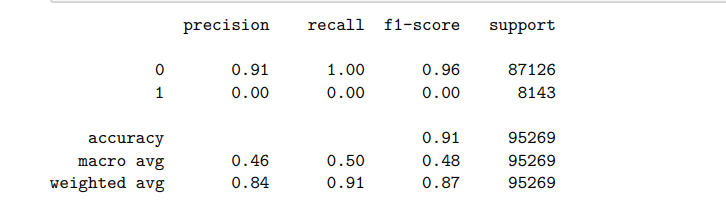 precision recall f1-score support
0 0.91 1.00 0.96 87126
1 0.00 0.00 0.00 8143
accuracy 0.91 95269
macro avg 0.46 0.50 0.48 95269
weighted avg 0.84 0.91 0.87 95269